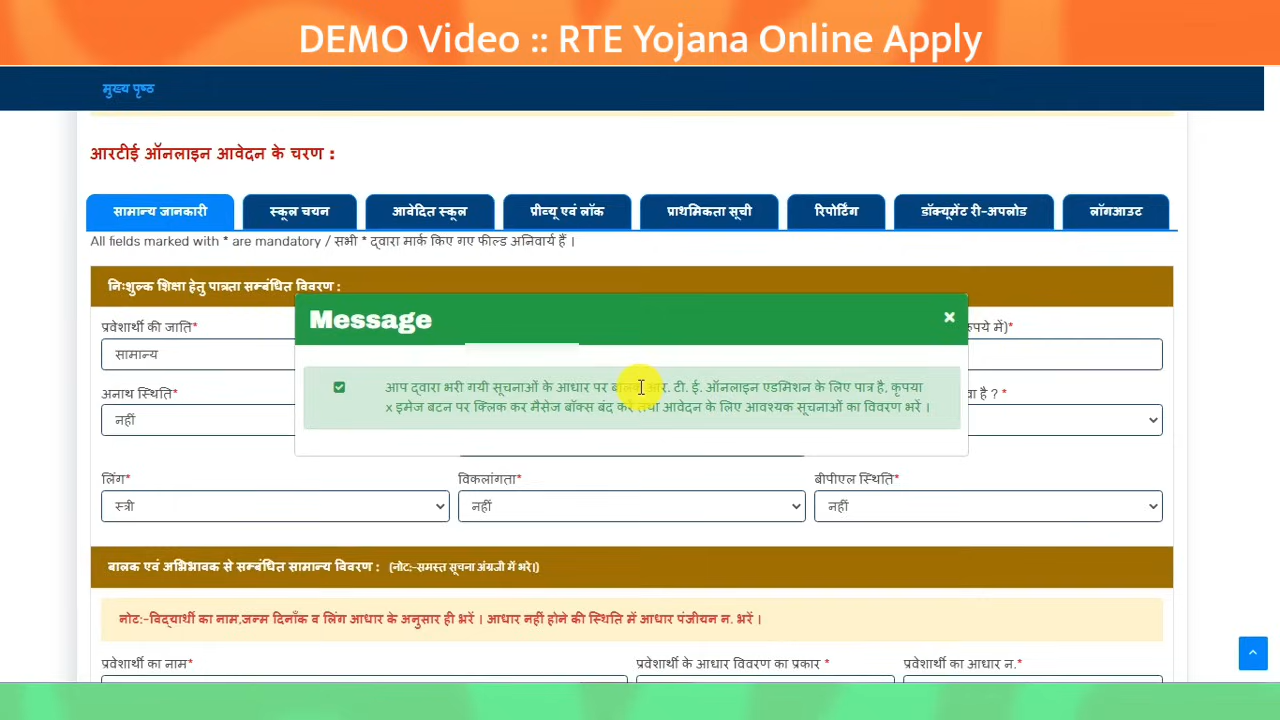 DEMO Video :: RTE Yojana Online Apply
मुख्य पृष्ठ
आरटीई ऑनलाइन आवेदन के चरण :
सामान्य जानकारी स्कूल चयन आवेदित स्कूल प्रीव्यू एवं लॉक प्राथमिकता सूची रिपोर्टिंग डॉक्यूमेंट री-अपलोड लॉगआउट
All fields marked with * are mandatory / सभी * द्वारा मार्क किए गए फील्ड अनिवार्य हैं ।
निःशुल्क शिक्षा हेतु पात्रता सम्बंधित विवरण :
Message ×
प्रवेशार्थी की जाति* रुपये में)*
सामान्य
आप द्वारा भरी गयी सूचनाओं के आधार पर बालक आर. टी. ई. ऑनलाइन एडमिशन के लिए पात्र है, कृपया
x इमेज बटन पर क्लिक कर मैसेज बॉक्स बंद करें तथा आवेदन के लिए आवश्यक सूचनाओं का विवरण भरें ।
अनाथ स्थिति* है ? *
नहीं
लिंग* विकलांगता* बीपीएल स्थिति*
स्त्री नहीं नहीं
बालक एवं अभिभावक से सम्बंधित सामान्य विवरण : (नोट:-समस्त सूचना अंग्रजी में भरे।)
नोट:-विद्यार्थी का नाम,जन्म दिनाँक व लिंग आधार के अनुसार ही भरें । आधार नहीं होने की स्थिति में आधार पंजीयन न. भरें ।
प्रवेशार्थी का नाम* प्रवेशार्थी के आधार विवरण का प्रकार * प्रवेशार्थी का आधार न.*